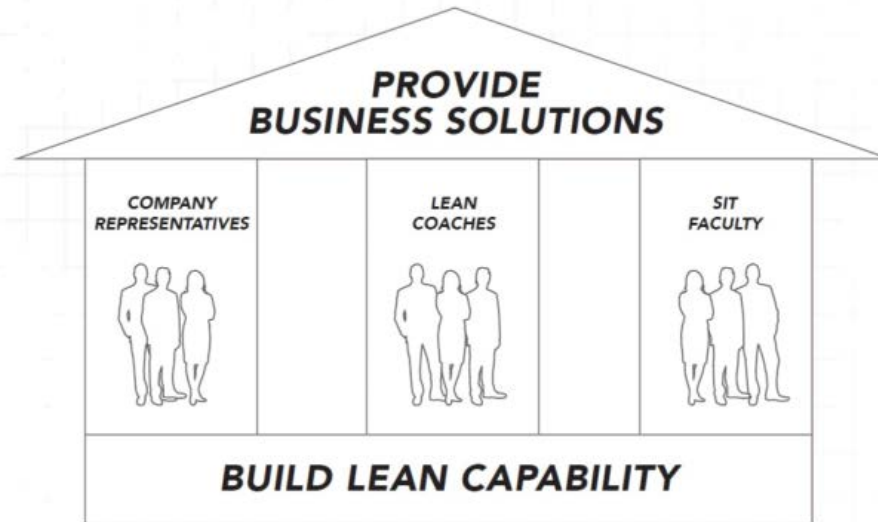 PROVIDE
BUSINESS SOLUTIONS
COMPANY
REPRESENTATIVES
LEAN
COACHES
SIT
FACULTY
BUILD LEAN CAPABILITY